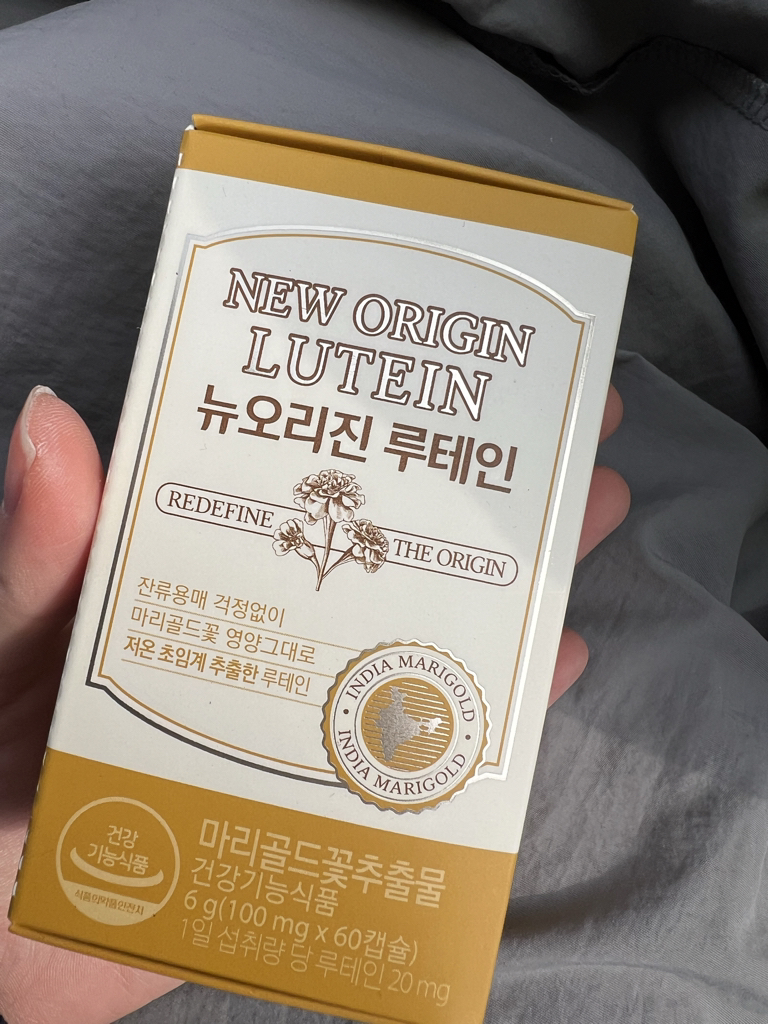 NEW ORIGIN
LUTEIN
뉴오리진 루테인
REDEFINE THE ORIGIN
잔류용매 걱정없이
마리골드꽃 영양그대로
저온 초임계 추출한 루테인
INDIA MARIGOLD
INDIA MARIGOLD
건강
기능식품
식품의약품안전처
마리골드꽃추출물
건강기능식품
6 g(100 mg x 60캡슐)
1일 섭취량 당 루테인 20 mg